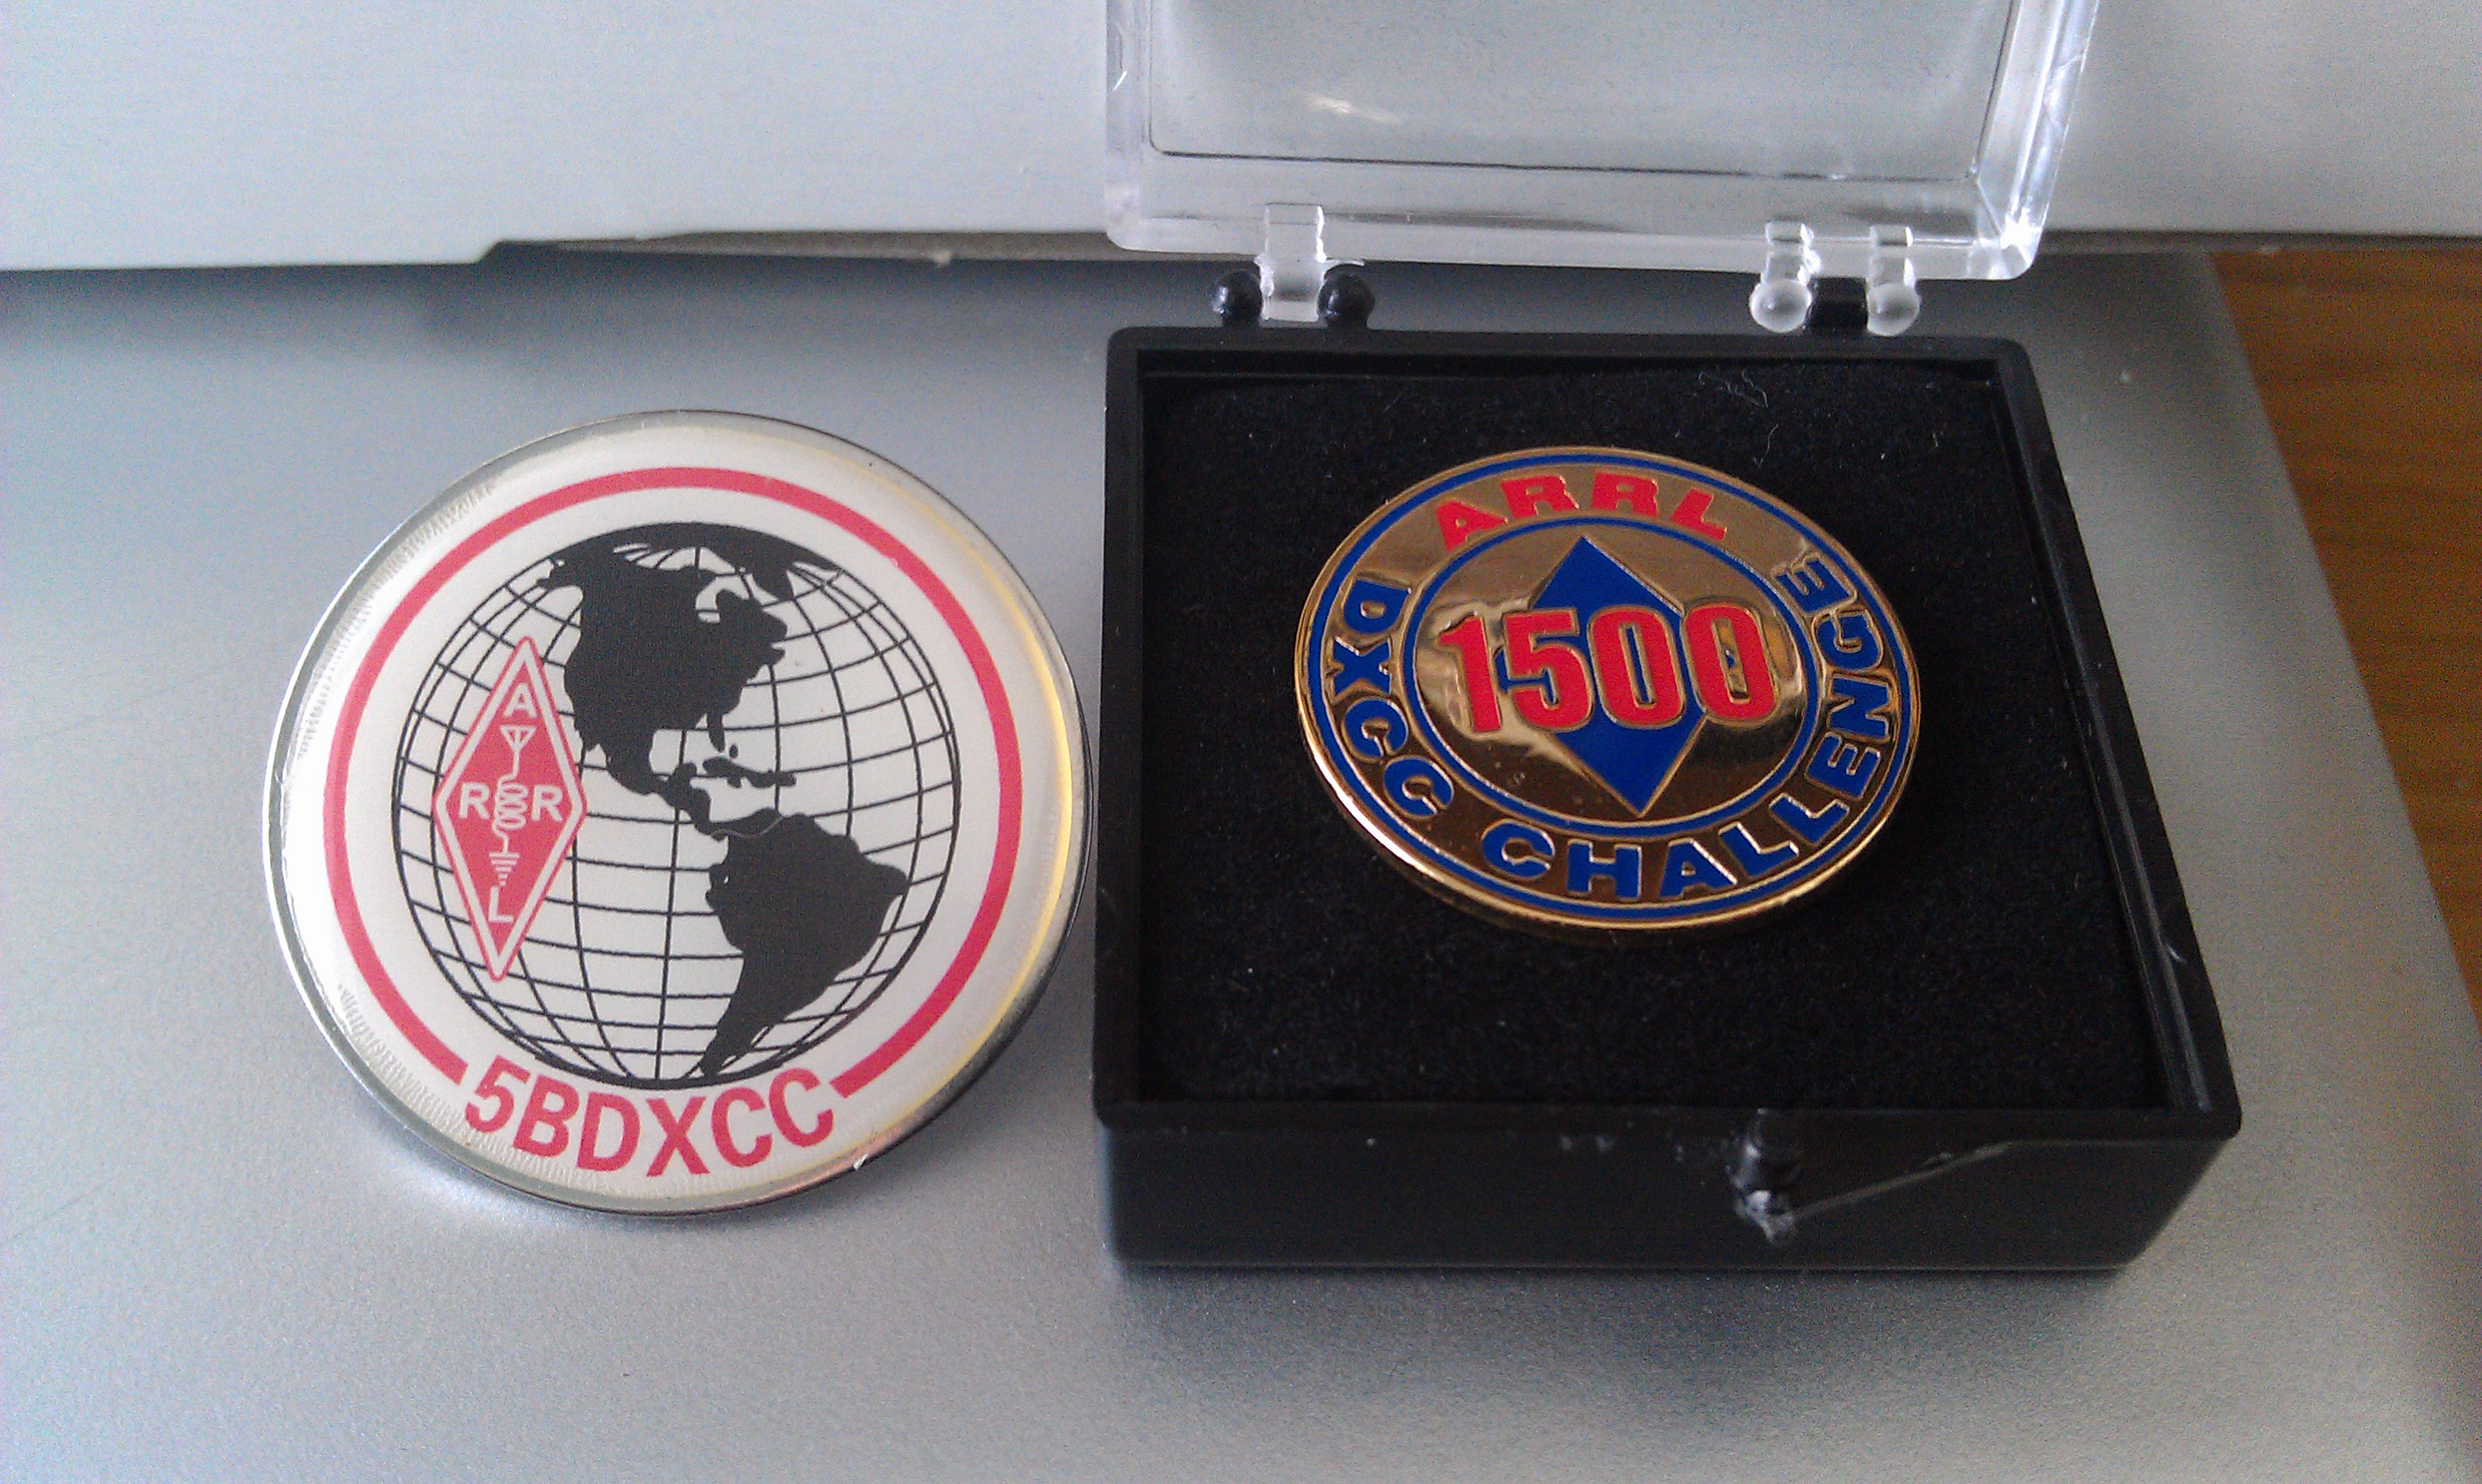 A
R R
L
5BDXCC
ARRL
1500
DXCC CHALLENGE